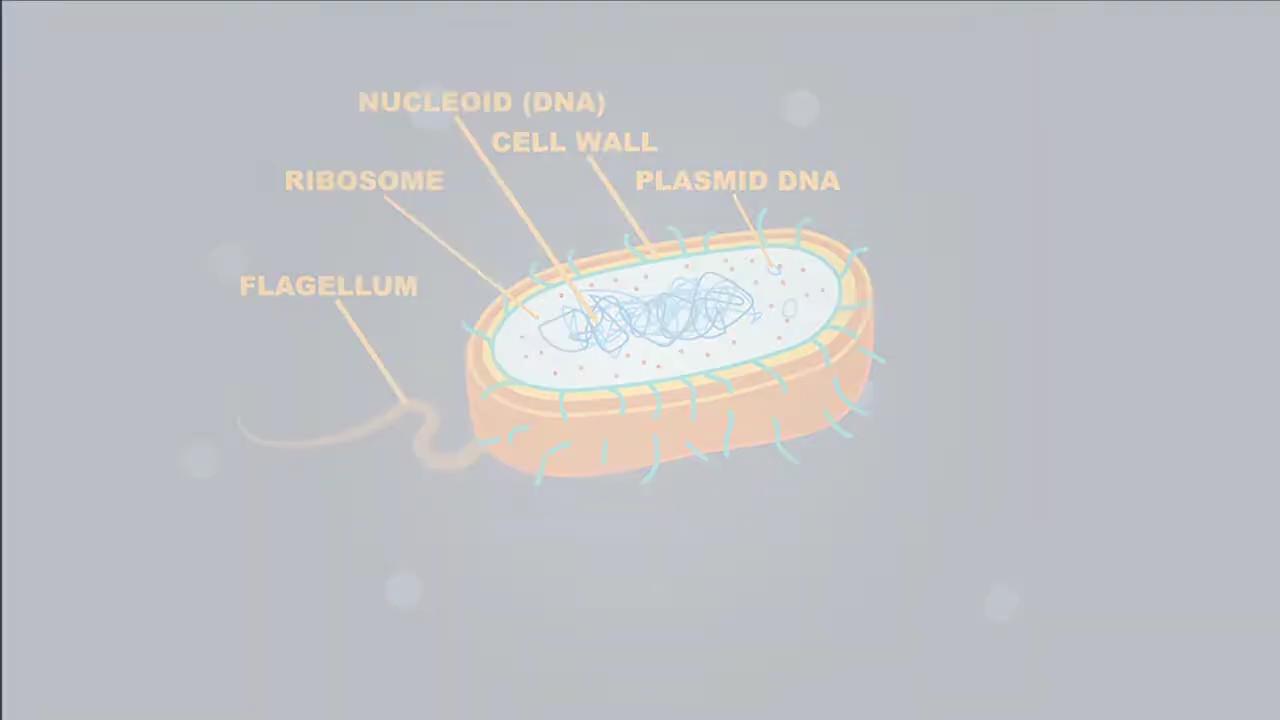 NUCLEOID (DNA)
CELL WALL
RIBOSOME
PLASMID DNA
FLAGELLUM